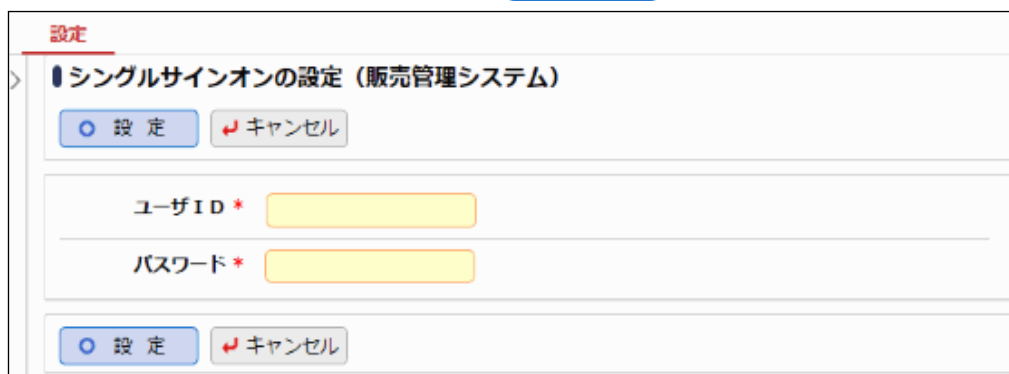 設定
シングルサインオンの設定（販売管理システム）
設 定 キャンセル
ユーザＩＤ *
パスワード *
設 定 キャンセル